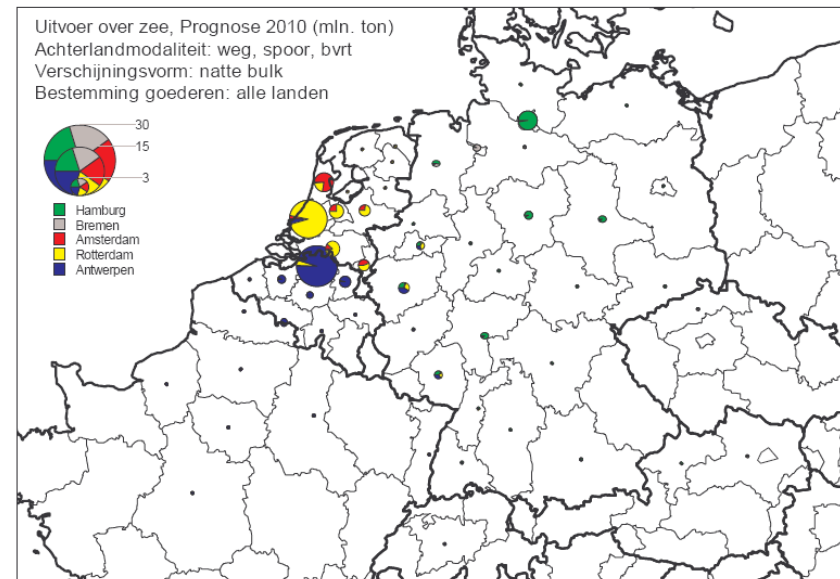 Uitvoer over zee, Prognose 2010 (mln. ton)
Achterlandmodaliteit: weg, spoor, bvrt
Verschijningsvorm: natte bulk
Bestemming goederen: alle landen
30
15
3
Hamburg
Bremen
Amsterdam
Rotterdam
Antwerpen